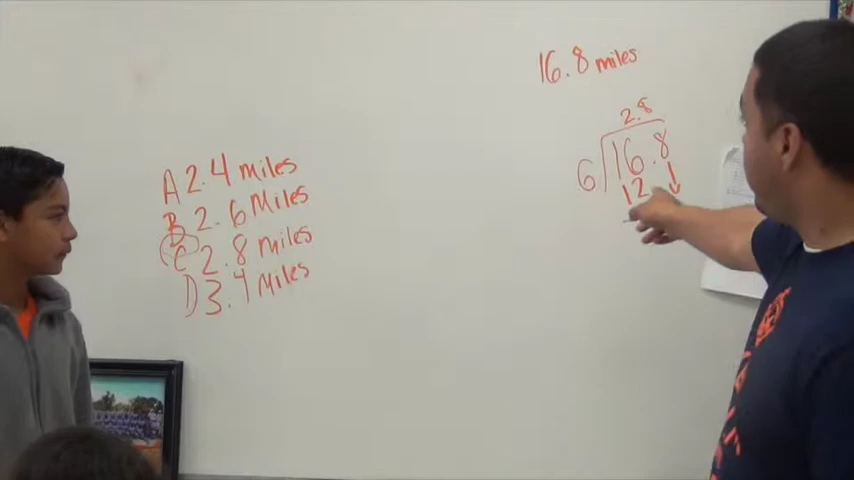 16.8 miles
A 2.4 miles
B 2.6 Miles
C 2.8 miles
D 3.4 Miles
2.8
6 16.8
12